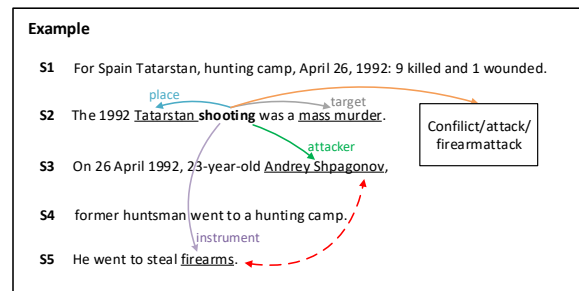 Example
S1 For Spain Tatarstan, hunting camp, April 26, 1992: 9 killed and 1 wounded.
place
target
S2 The 1992 Tatarstan shooting was a mass murder.
Confilict/attack/
firearmattack
attacker
S3 On 26 April 1992, 23-year-old Andrey Shpagonov,
S4 former huntsman went to a hunting camp.
instrument
S5 He went to steal firearms.